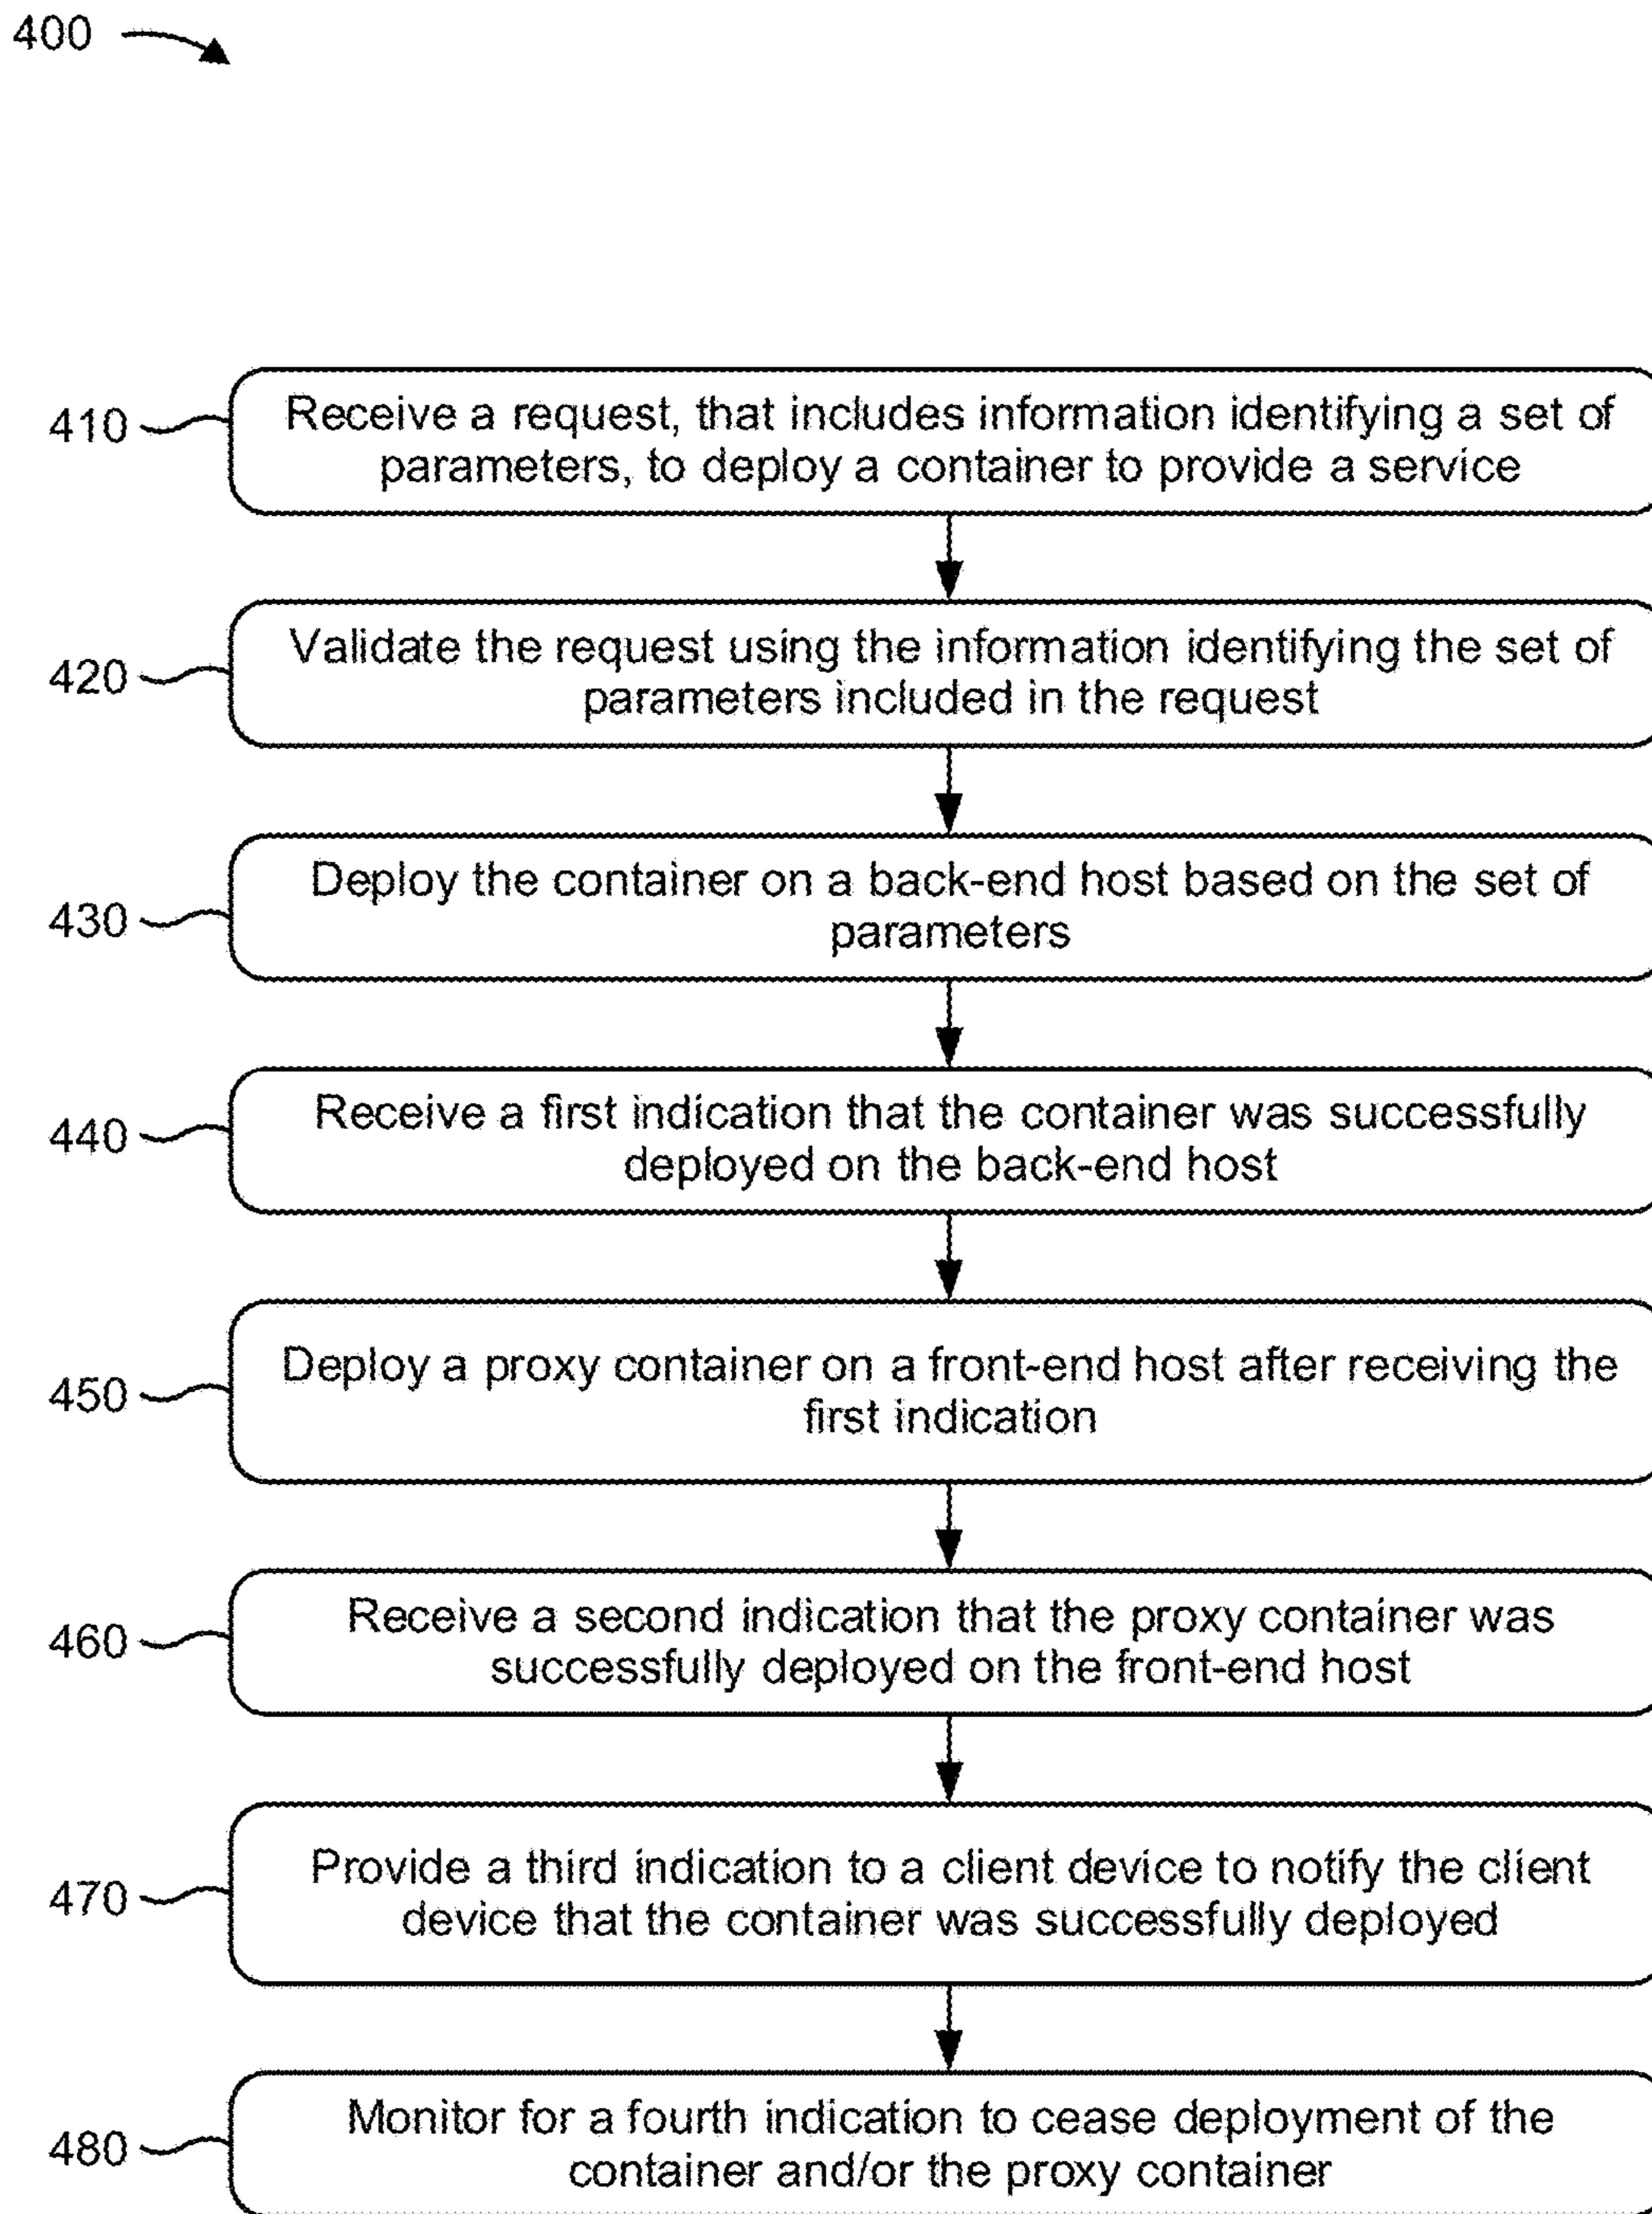 400
410
Receive a request, that includes information identifying a set of
parameters, to deploy a container to provide a service
420
Validate the request using the information identifying the set of
parameters included in the request
430
Deploy the container on a back-end host based on the set of
parameters
440
Receive a first indication that the container was successfully
deployed on the back-end host
450
Deploy a proxy container on a front-end host after receiving the
first indication
460
Receive a second indication that the proxy container was
successfully deployed on the front-end host
470
Provide a third indication to a client device to notify the client
device that the container was successfully deployed
480
Monitor for a fourth indication to cease deployment of the
container and/or the proxy container